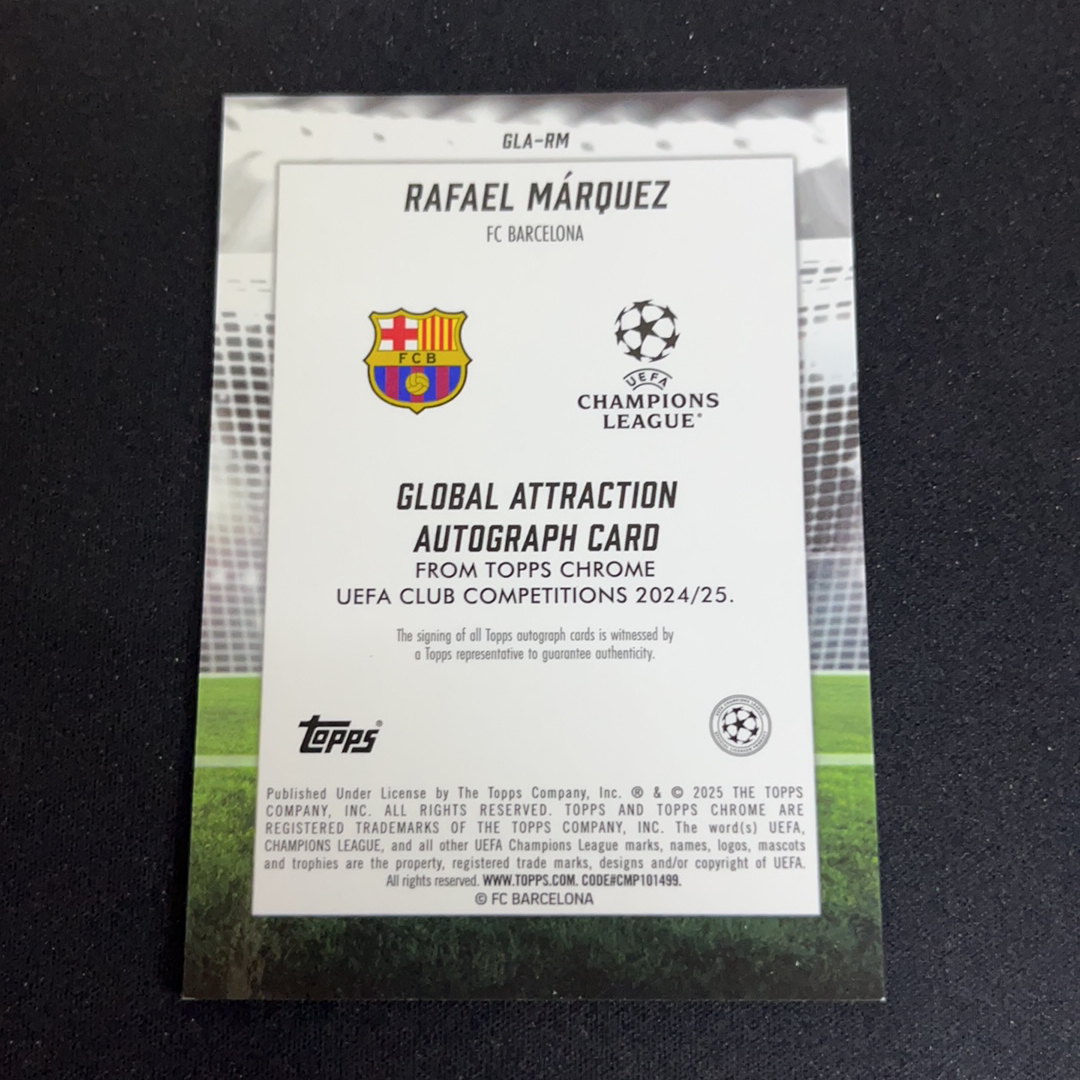 GLA-RM
RAFAEL MÁRQUEZ
FC BARCELONA
FCB
UEFA
CHAMPIONS
LEAGUE®
GLOBAL ATTRACTION
AUTOGRAPH CARD
FROM TOPPS CHROME
UEFA CLUB COMPETITIONS 2024/25.
The signing of all Topps autograph cards is witnessed by
a Topps representative to guarantee authenticity.
Topps®
Published Under License by The Topps Company, Inc. ® & © 2025 THE TOPPS
COMPANY, INC. ALL RIGHTS RESERVED. TOPPS AND TOPPS CHROME ARE
REGISTERED TRADEMARKS OF THE TOPPS COMPANY, INC. The word(s) UEFA,
CHAMPIONS LEAGUE, and all other UEFA Champions League marks, names, logos, mascots
and trophies are the property, registered trade marks, designs and/or copyright of UEFA.
All rights reserved. WWW.TOPPS.COM. CODE#CMP101499.
© FC BARCELONA